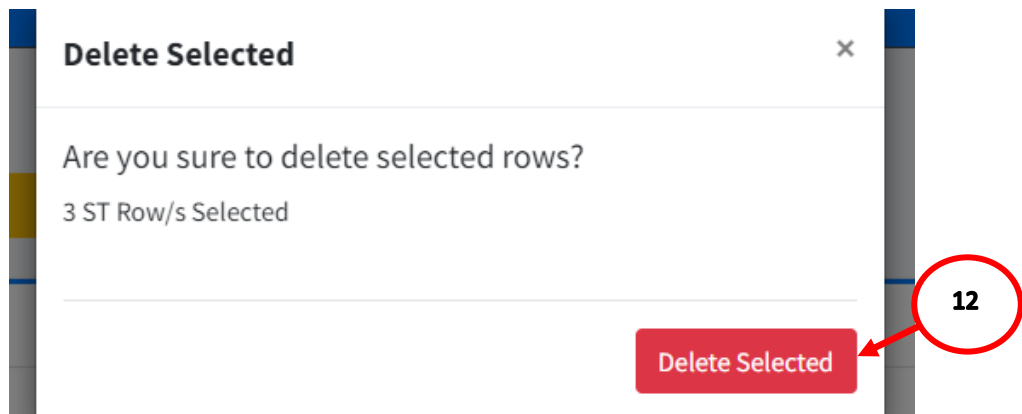 Delete Selected ×
Are you sure to delete selected rows?
3 ST Row/s Selected
12
Delete Selected